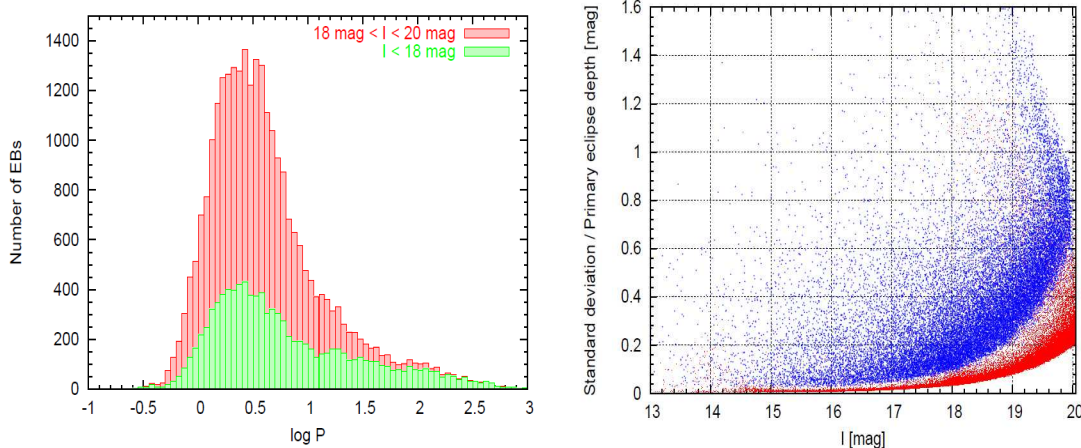 18 mag < I < 20 mag
I < 18 mag
1400
1200
1000
800
600
400
200
0
-1 -0.5 0 0.5 1 1.5 2 2.5 3
log P
Number of EBs
1.6
1.4
1.2
1
0.8
0.6
0.4
0.2
0
13 14 15 16 17 18 19 20
I [mag]
Standard deviation / Primary eclipse depth [mag]